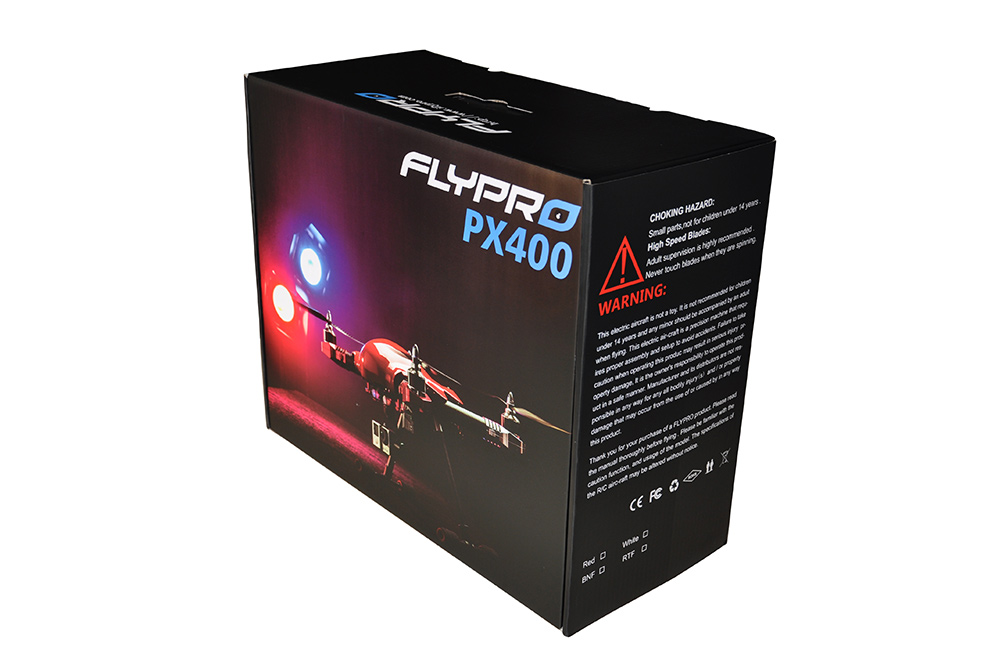 FLYPRO
FLYPRO
PX400
CHOKING HAZARD:
Small parts,not for children under 14 years .
High Speed Blades:
Adult supervision is highly recommended .
Never touch blades when they are spinning.
WARNING:
This electric aircraft is not a toy. It is not recommended for children
under 14 years and any minor should be accompanied by an adult
when flying. This electric air-craft is a precision machine that requ-
ires proper assembly and setup to avoid accidents. Failure to take
caution when operating this product may result in serious injury pr-
operty damage. It is the owner's responsibility to operate this prod-
uct in a safe manner. Manufacturer and its distributors are not res-
ponsible in any way for any all bodily injury(s) and / or property
damage that may occur from the use of or caused by in any way
this product.
Thank you for your purchase of a FLYPRO product. Please read
the manual thoroughly before flying . Please be familiar with the
caution function, and usage of the model. The specifications of
the R/C airc-raft may be altered without notice.
CE FC
Red White
BNF RTF